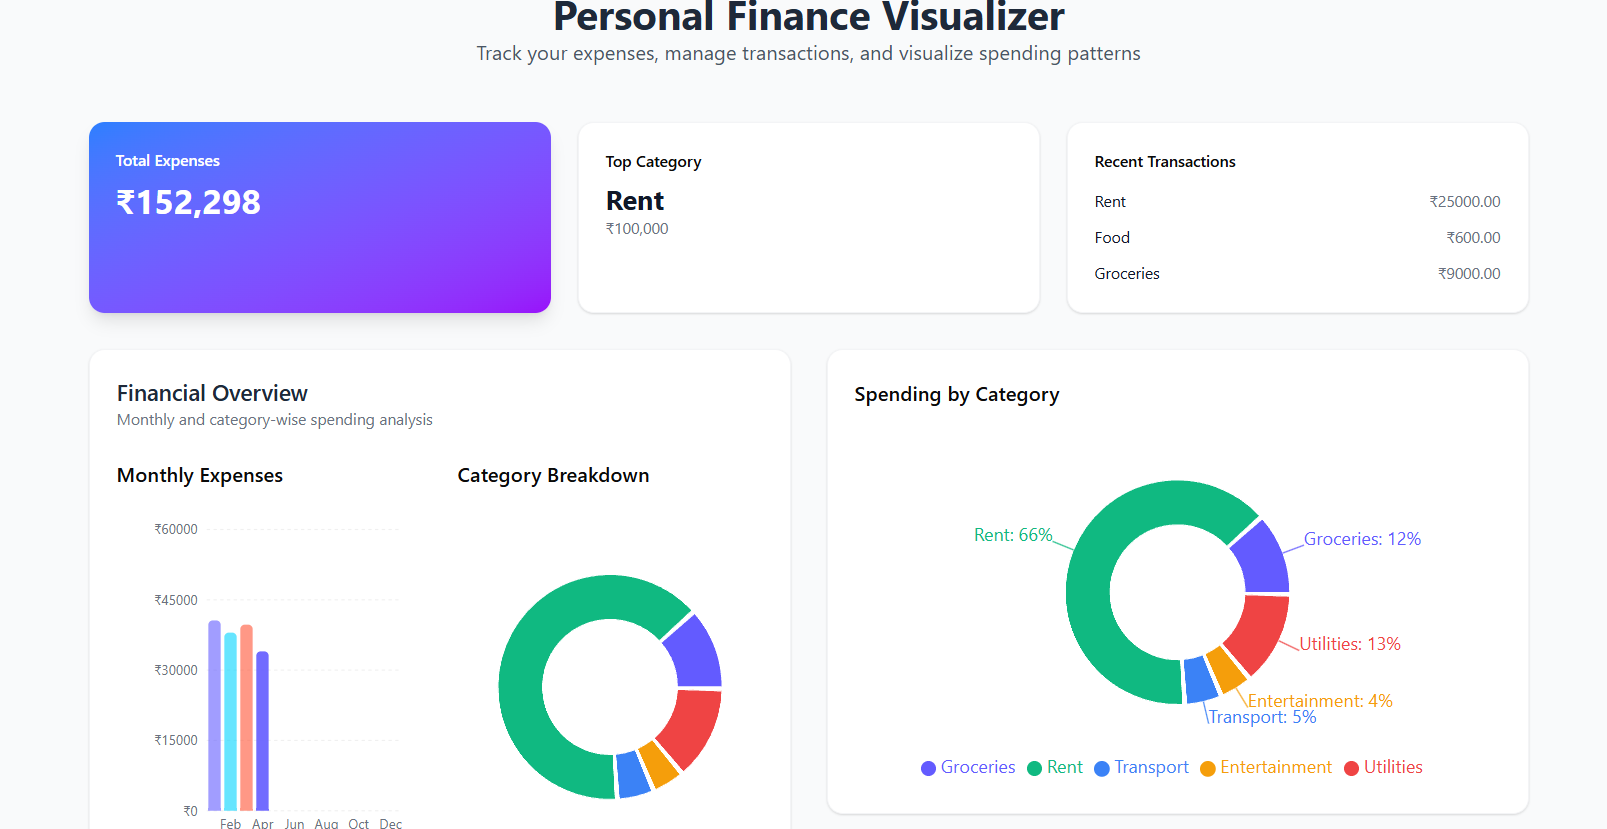 Personal Finance Visualizer
Track your expenses, manage transactions, and visualize spending patterns
Total Expenses
₹152,298
Top Category
Rent
₹100,000
Recent Transactions
Rent ₹25000.00
Food ₹600.00
Groceries ₹9000.00
Financial Overview
Monthly and category-wise spending analysis
Monthly Expenses
₹60000
₹45000
₹30000
₹15000
₹0
Feb Apr Jun Aug Oct Dec
Category Breakdown
Spending by Category
Rent: 66%
Groceries: 12%
Utilities: 13%
Entertainment: 4%
Transport: 5%
Groceries Rent Transport Entertainment Utilities